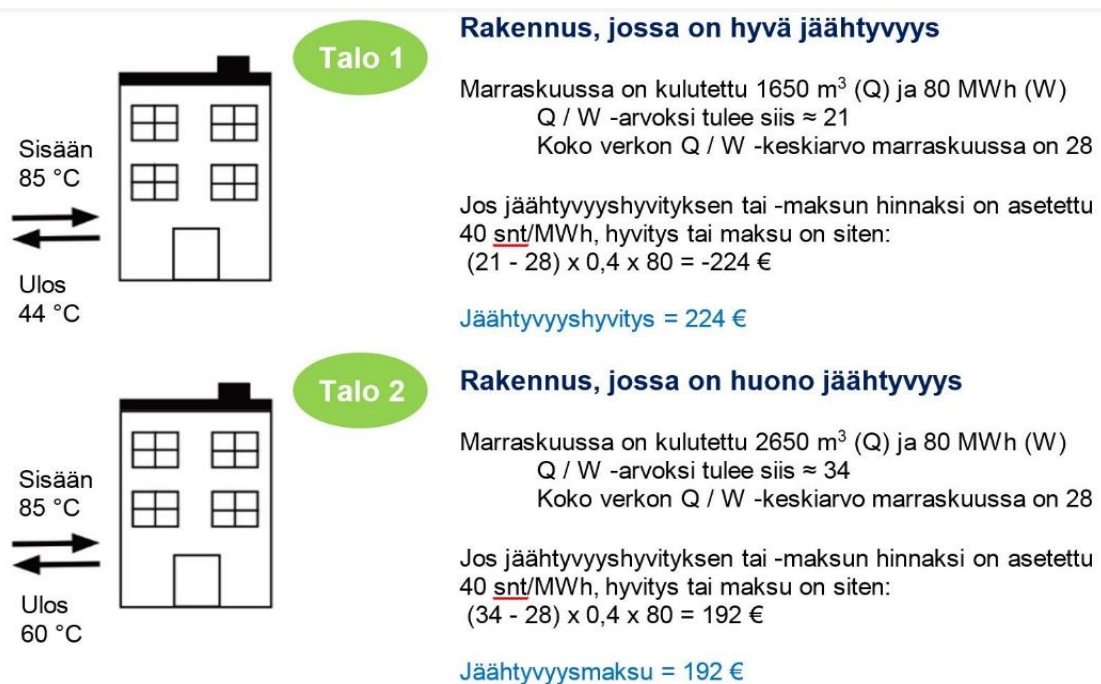 Talo 1
Rakennus, jossa on hyvä jäähtyvyys
Marraskuussa on kulutettu 1650 m³ (Q) ja 80 MWh (W)
Q / W -arvoksi tulee siis ≈ 21
Koko verkon Q / W -keskiarvo marraskuussa on 28
Sisään
85 °C
Ulos
44 °C
Jos jäähtyvyyshyvityksen tai -maksun hinnaksi on asetettu
40 snt/MWh, hyvitys tai maksu on siten:
(21 - 28) x 0,4 x 80 = -224 €
Jäähtyvyyshyvitys = 224 €
Talo 2
Rakennus, jossa on huono jäähtyvyys
Marraskuussa on kulutettu 2650 m³ (Q) ja 80 MWh (W)
Q / W -arvoksi tulee siis ≈ 34
Koko verkon Q / W -keskiarvo marraskuussa on 28
Sisään
85 °C
Ulos
60 °C
Jos jäähtyvyyshyvityksen tai -maksun hinnaksi on asetettu
40 snt/MWh, hyvitys tai maksu on siten:
(34 - 28) x 0,4 x 80 = 192 €
Jäähtyvyysmaksu = 192 €